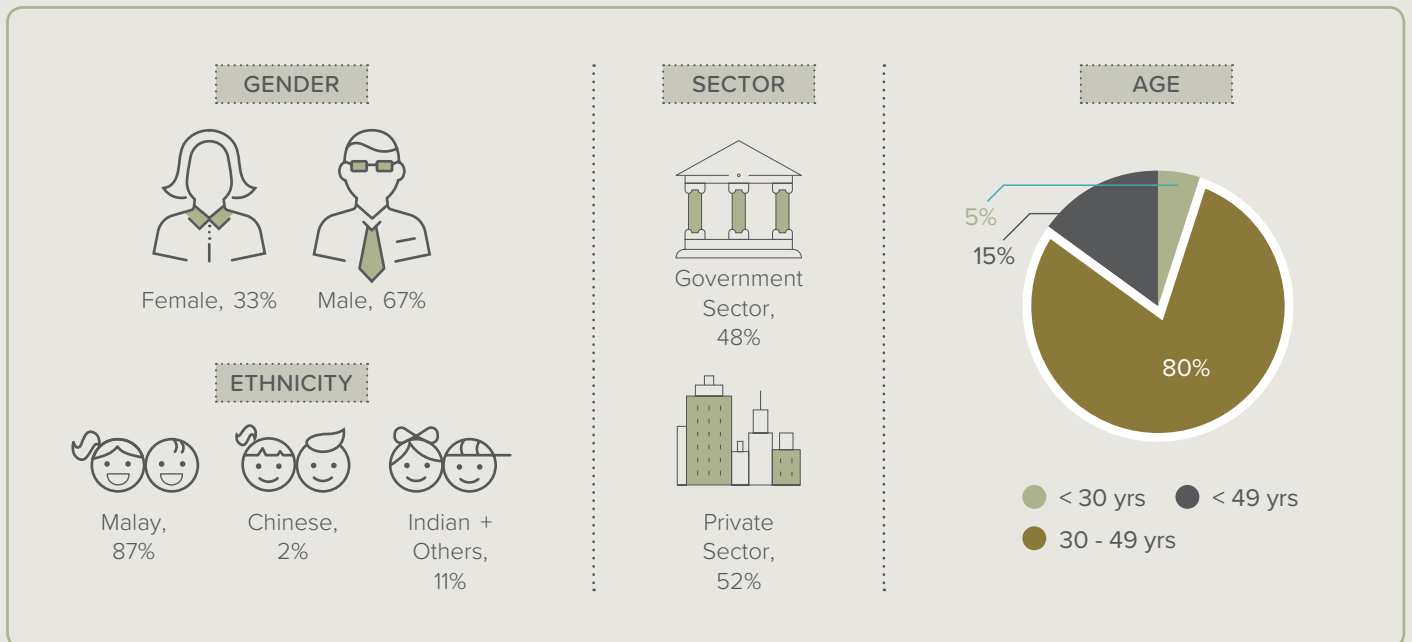 GENDER
Female, 33%
Male, 67%
ETHNICITY
Malay,
87%
Chinese,
2%
Indian +
Others,
11%
SECTOR
Government
Sector,
48%
Private
Sector,
52%
AGE
5%
15%
80%
< 30 yrs
< 49 yrs
30 - 49 yrs